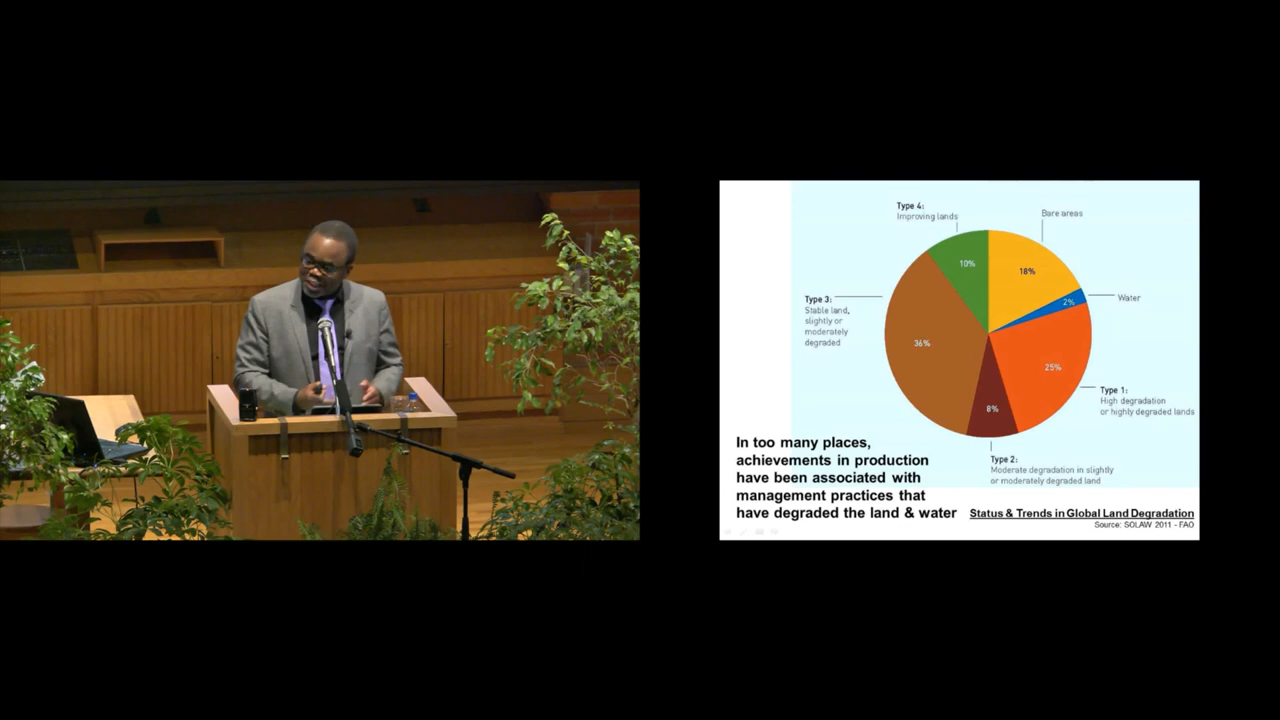 Type 4:
Improving lands
Bare areas
10%
18%
Type 3:
Stable land,
slightly or
moderately
degraded
Water
2%
36%
25%
Type 1:
High degradation
or highly degraded lands
8%
Type 2:
Moderate degradation in slightly
or moderately degraded land
In too many places,
achievements in production
have been associated with
management practices that
have degraded the land & water
Status & Trends in Global Land Degradation
Source: SOLAW 2011 - FAO